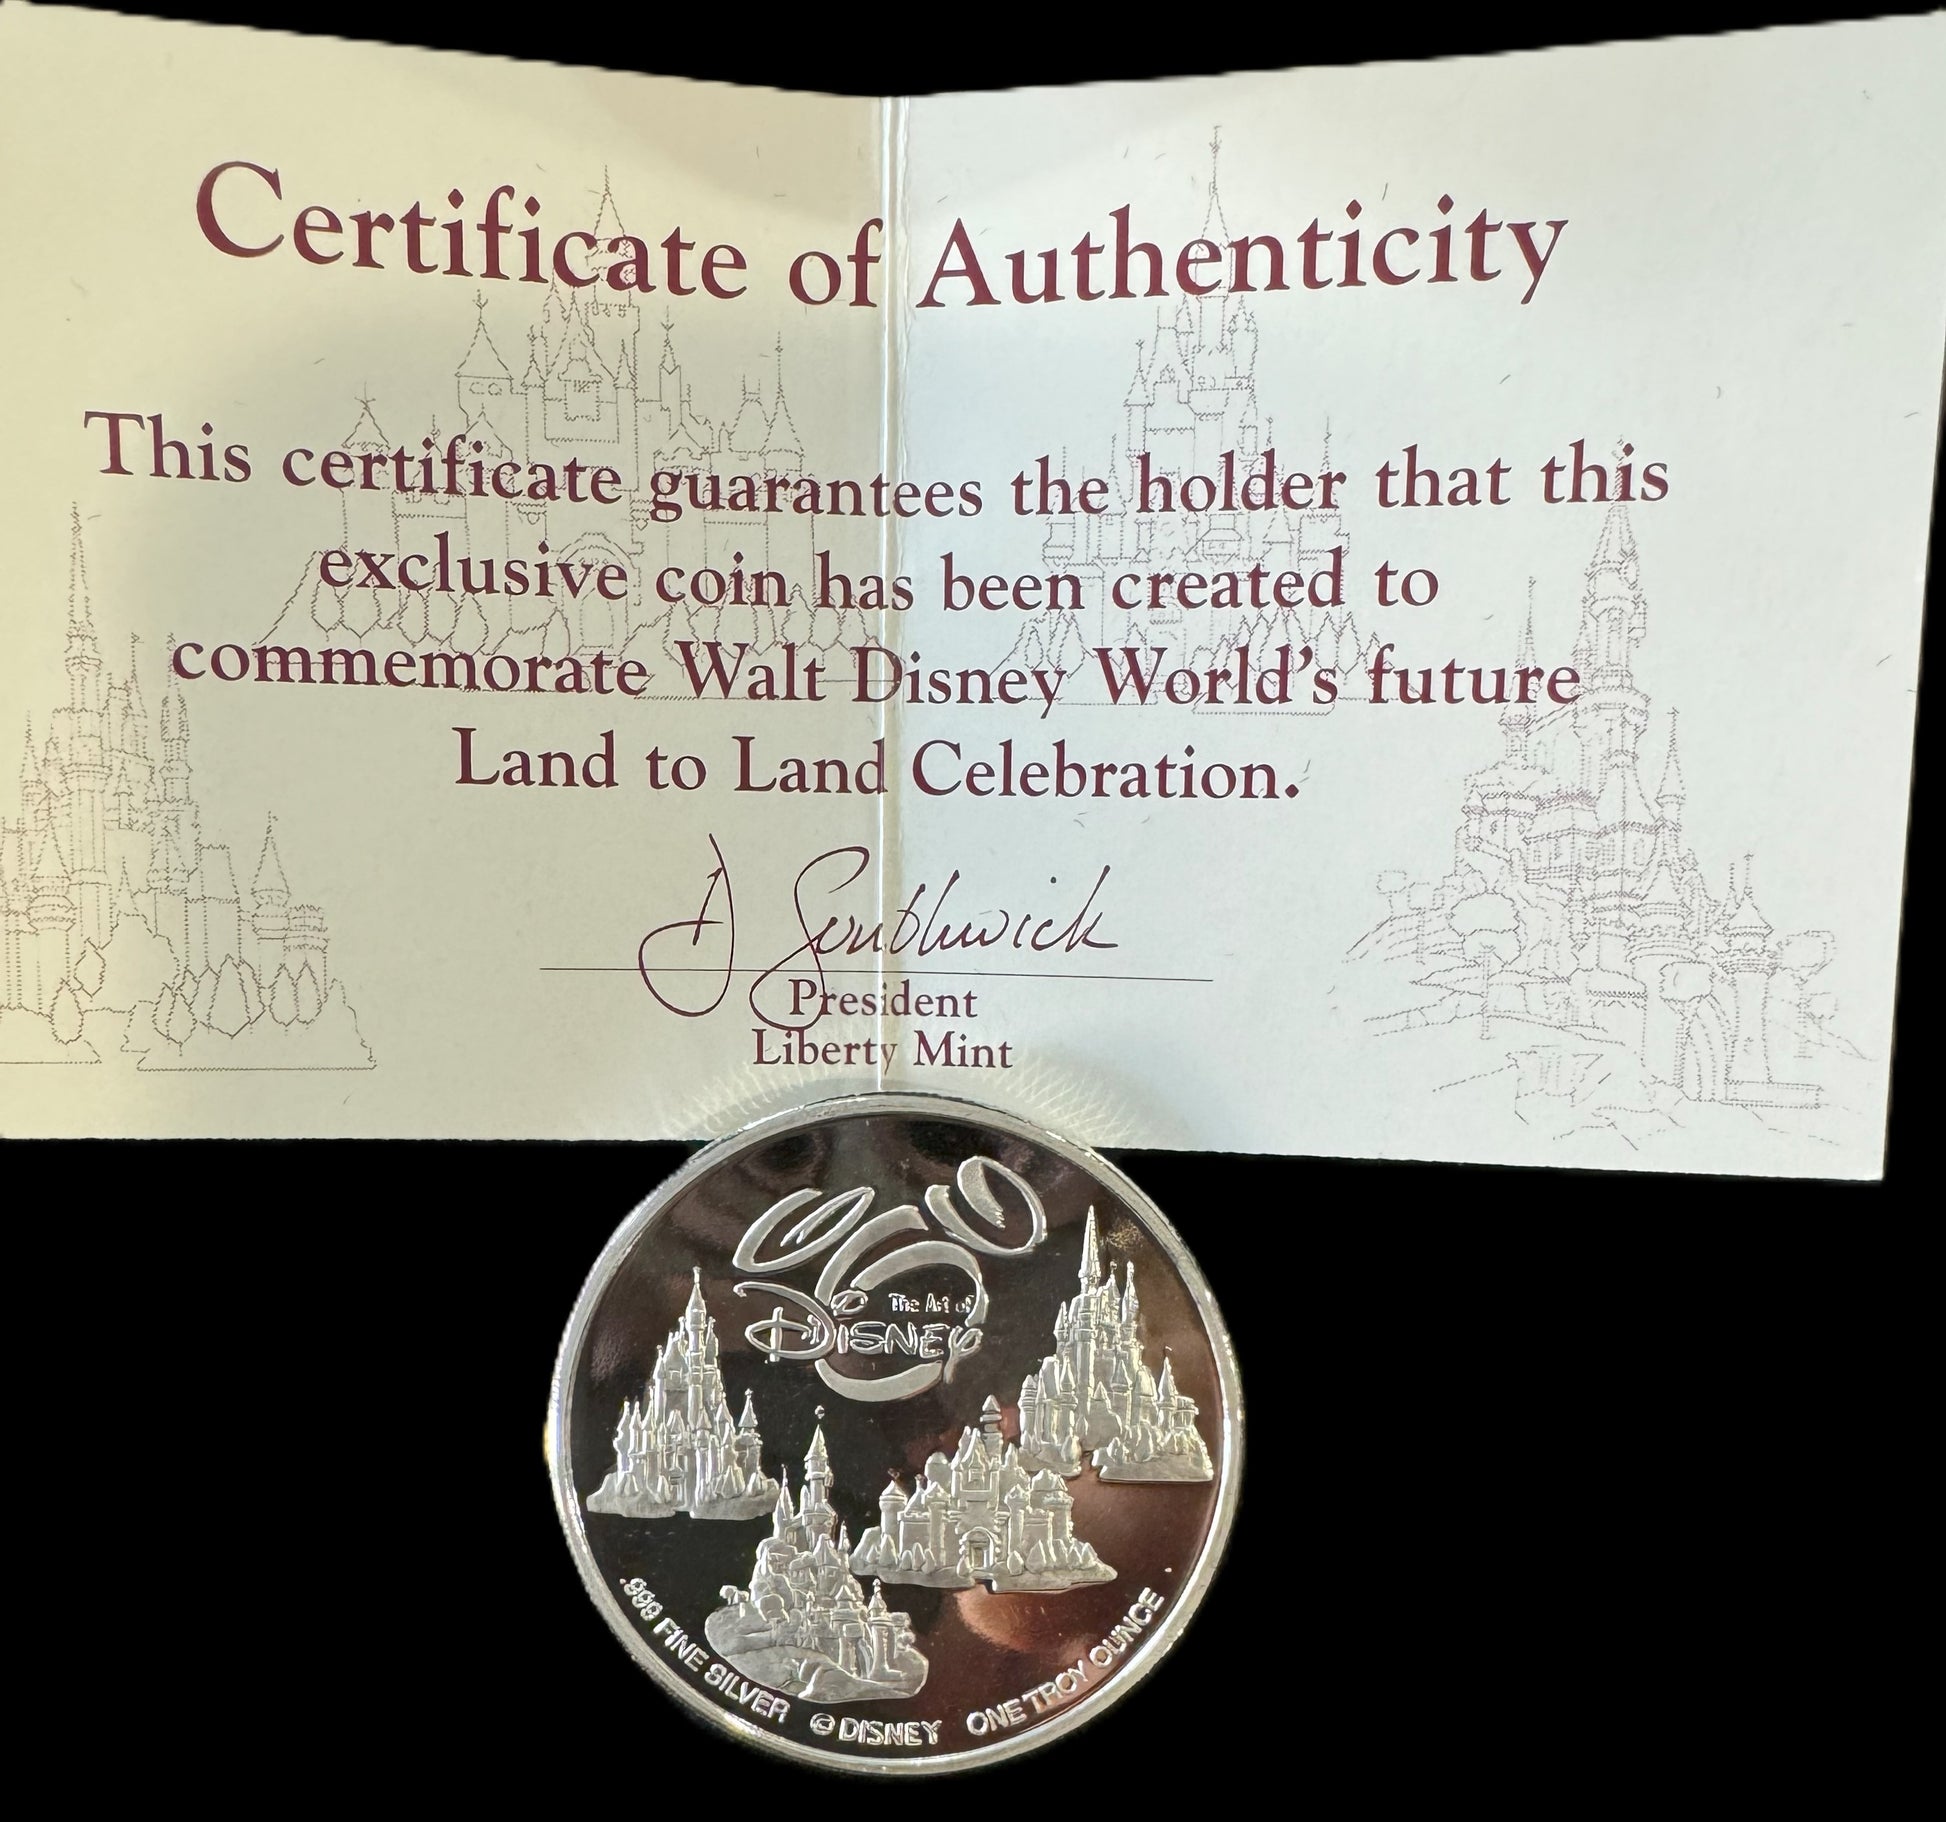 Certificate of Authenticity
This certificate guarantees the holder that this
exclusive coin has been created to
commemorate Walt Disney World's future
Land to Land Celebration.
D Southwick
President
Liberty Mint
The Art of
DISNEY
.999 FINE SILVER © DISNEY ONE TROY OUNCE .